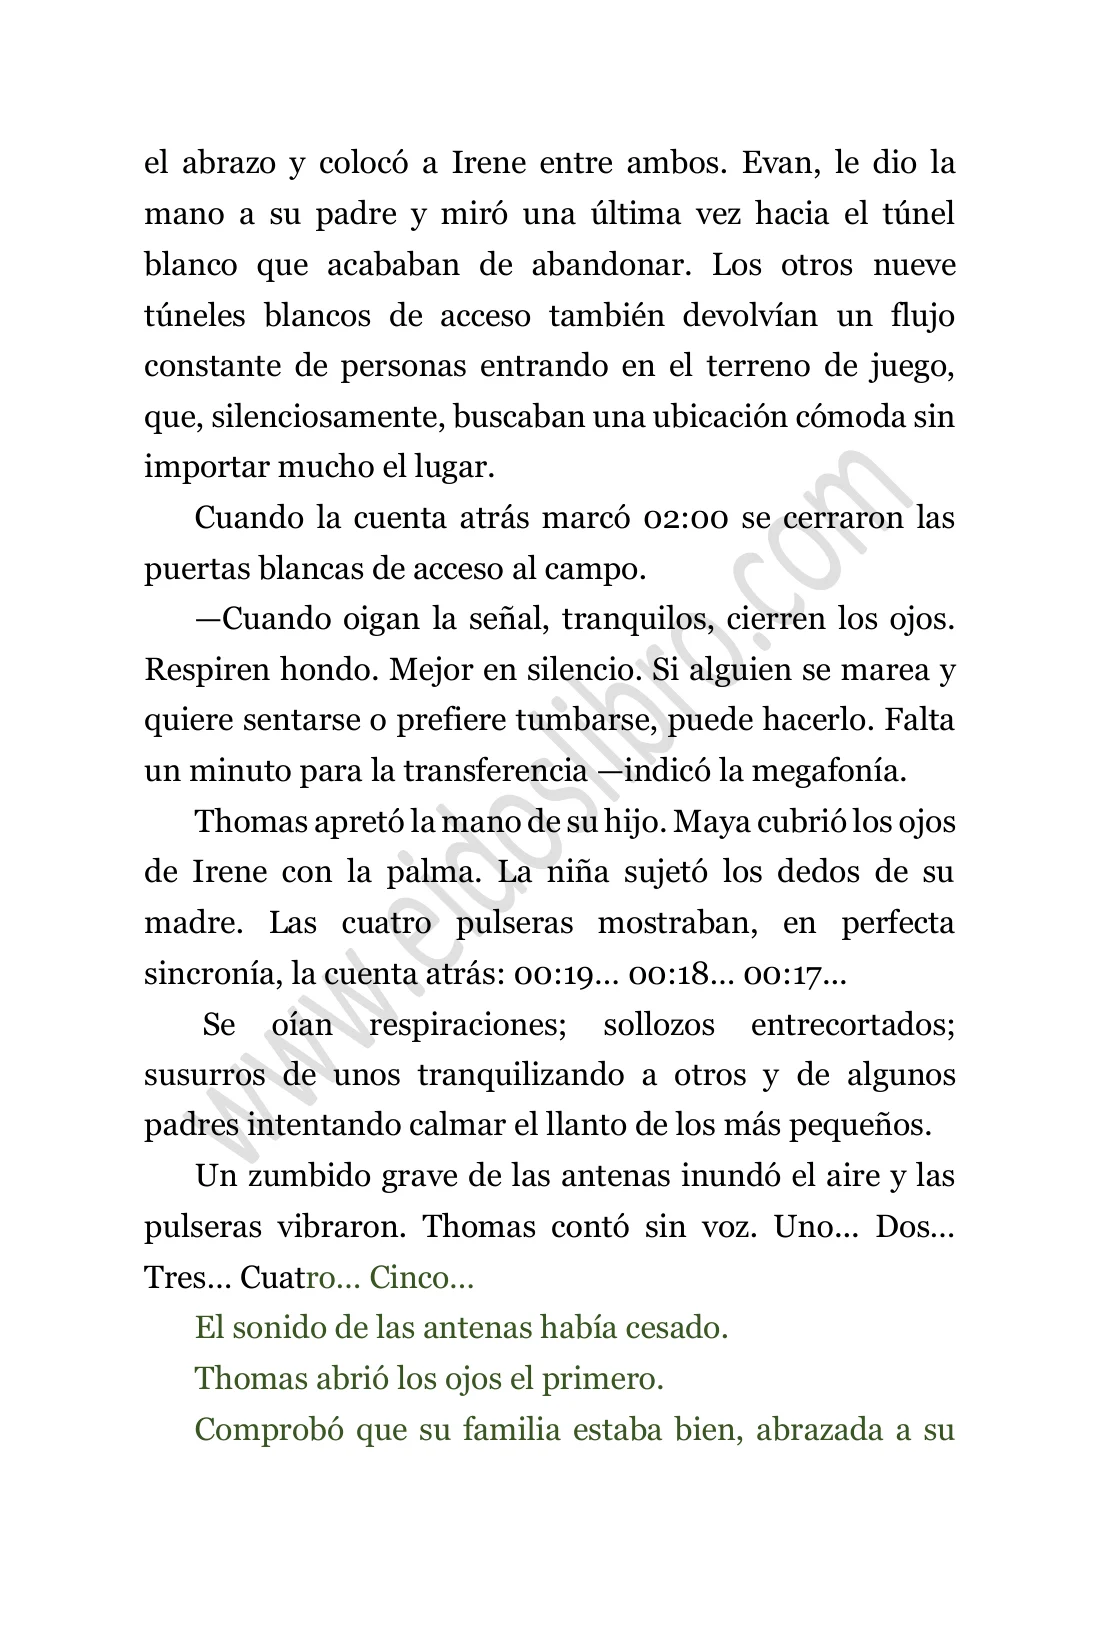 el abrazo y colocó a Irene entre ambos. Evan, le dio la
mano a su padre y miró una última vez hacia el túnel
blanco que acababan de abandonar. Los otros nueve
túneles blancos de acceso también devolvían un flujo
constante de personas entrando en el terreno de juego,
que, silenciosamente, buscaban una ubicación cómoda sin
importar mucho el lugar.
Cuando la cuenta atrás marcó 02:00 se cerraron las
puertas blancas de acceso al campo.
—Cuando oigan la señal, tranquilos, cierren los ojos.
Respiren hondo. Mejor en silencio. Si alguien se marea y
quiere sentarse o prefiere tumbarse, puede hacerlo. Falta
un minuto para la transferencia —indicó la megafonía.
Thomas apretó la mano de su hijo. Maya cubrió los ojos
de Irene con la palma. La niña sujetó los dedos de su
madre. Las cuatro pulseras mostraban, en perfecta
sincronía, la cuenta atrás: 00:19… 00:18… 00:17...
Se oían respiraciones; sollozos entrecortados;
susurros de unos tranquilizando a otros y de algunos
padres intentando calmar el llanto de los más pequeños.
Un zumbido grave de las antenas inundó el aire y las
pulseras vibraron. Thomas contó sin voz. Uno... Dos…
Tres… Cuatro… Cinco…
El sonido de las antenas había cesado.
Thomas abrió los ojos el primero.
Comprobó que su familia estaba bien, abrazada a su
www.eidoslibro.com